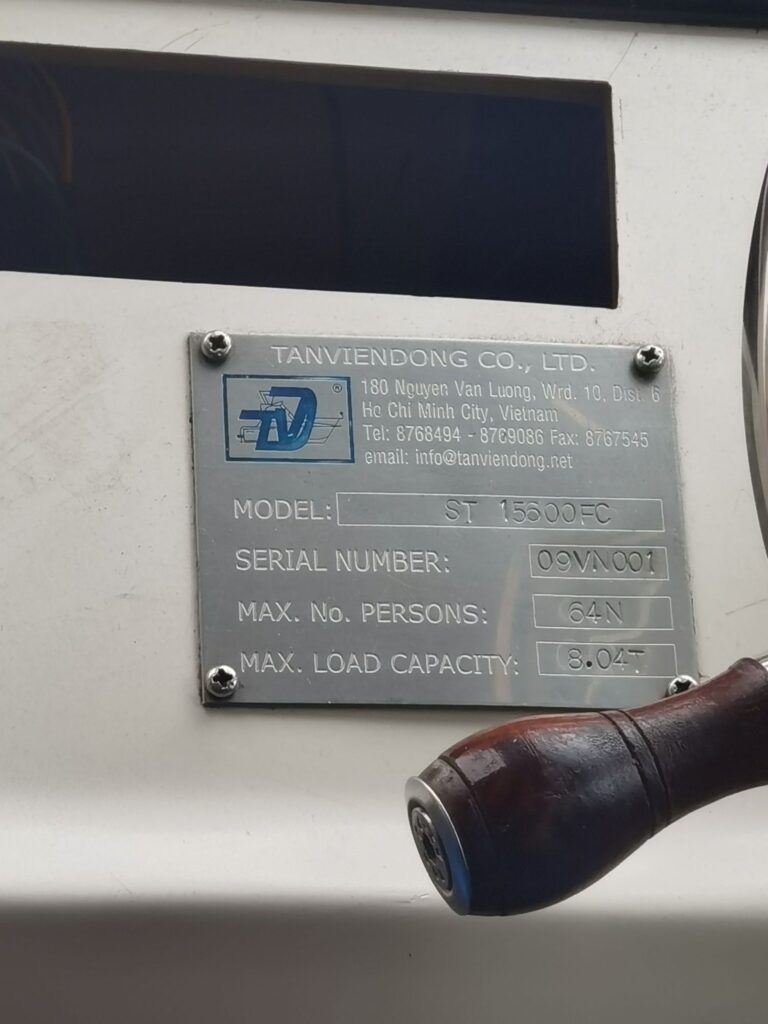 TANVIENDONG CO., LTD.
TVD ®
180 Nguyen Van Luong, Wrd. 10, Dist. 6
Ho Chi Minh City, Vietnam
Tel: 8768494 - 8769086 Fax: 8767545
email: info@tanviendong.net
MODEL: ST 15600FC
SERIAL NUMBER: 09VN001
MAX. No. PERSONS: 64N
MAX. LOAD CAPACITY: 8.04T